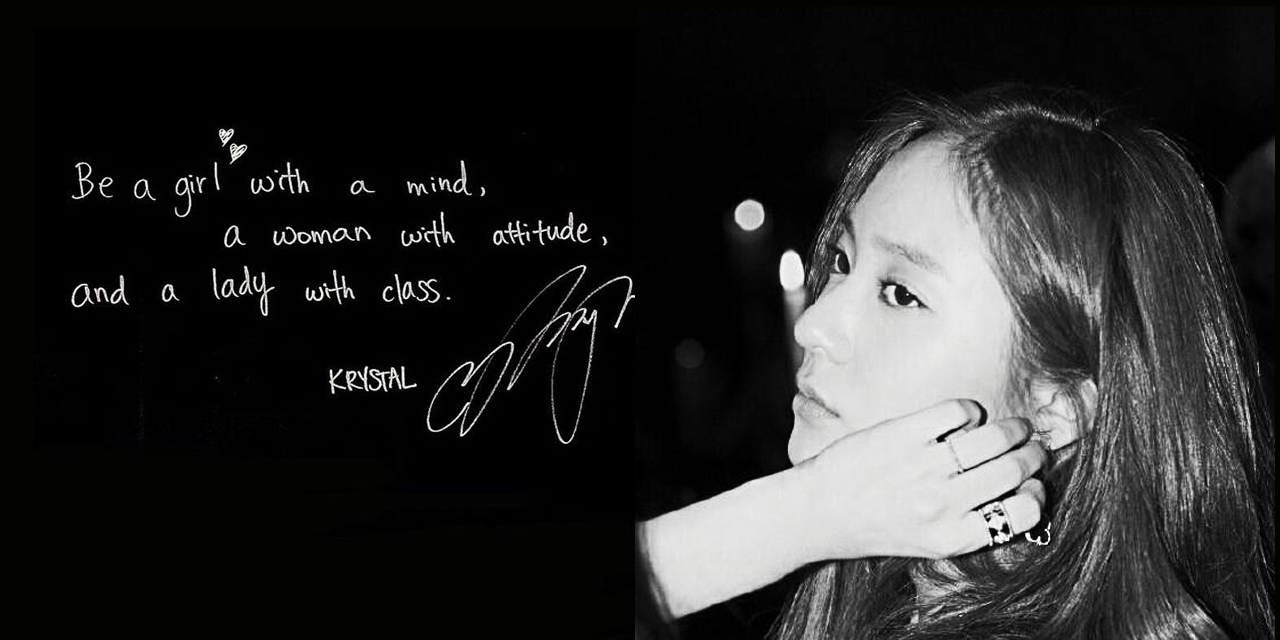 Be a girl with a mind,
a woman with attitude,
and a lady with class.
KRYSTAL